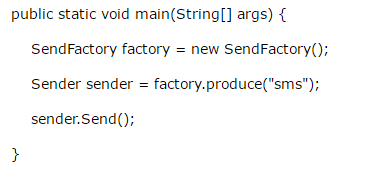 public static void main(String[] args) {
SendFactory factory = new SendFactory();
Sender sender = factory.produce("sms");
sender.Send();
}